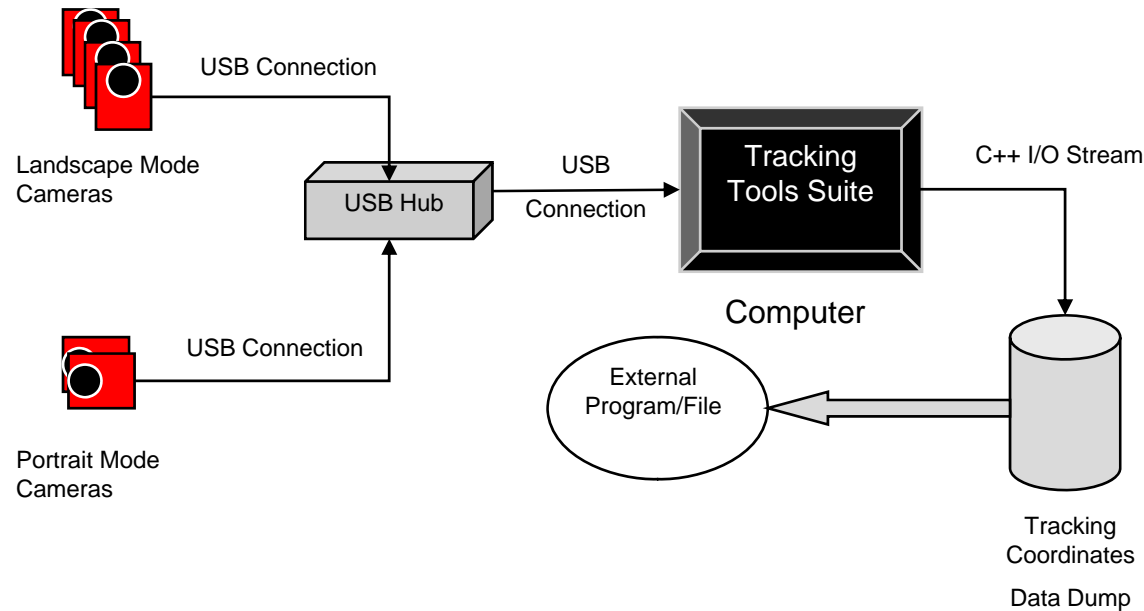 USB Connection
Landscape Mode
Cameras
USB Hub
USB
Connection
Tracking
Tools Suite
C++ I/O Stream
Computer
USB Connection
Portrait Mode
Cameras
External
Program/File
Tracking
Coordinates
Data Dump